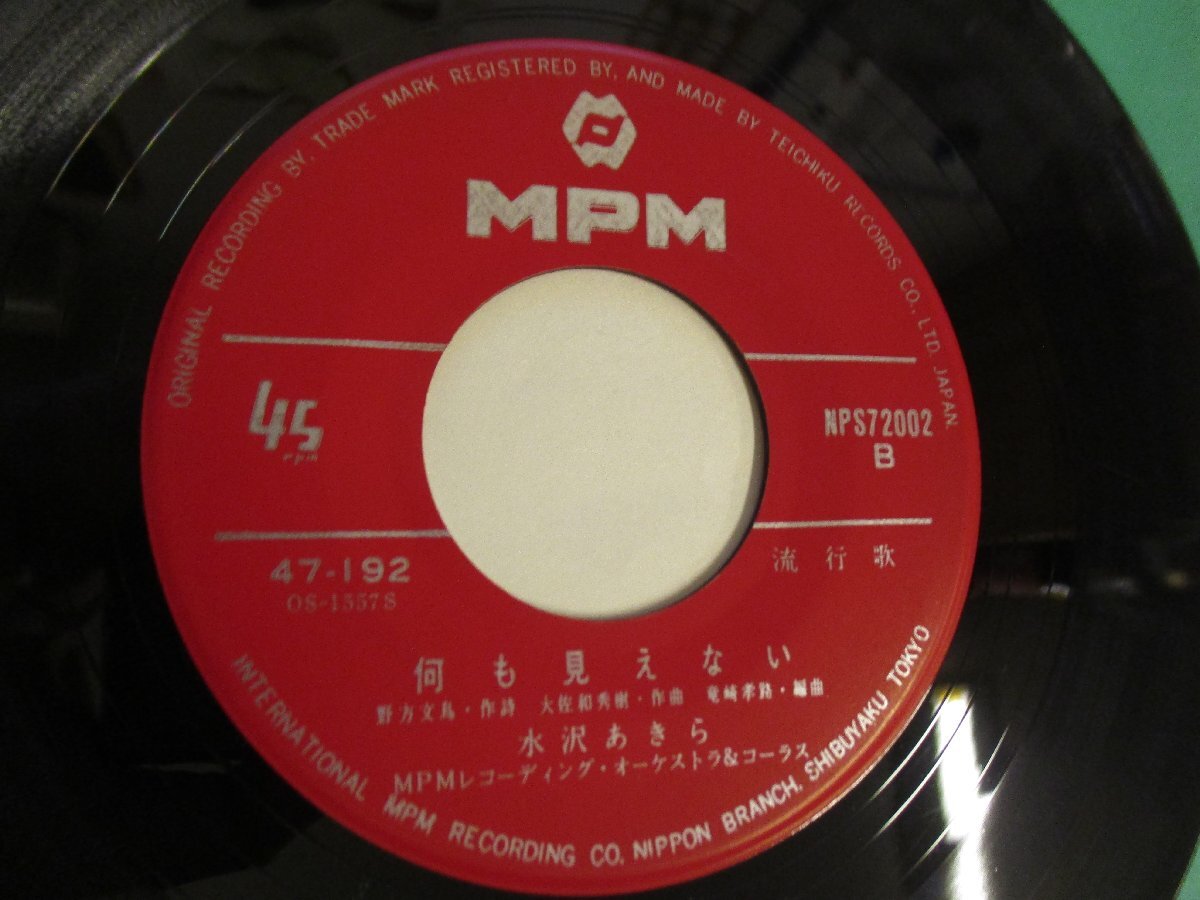 ORIGINAL RECORDING BY, TRADE MARK REGISTERED BY, AND MADE BY TEICHIKU RECORDS CO., LTD. JAPAN.
MPM
45
rpm
NPS72002
B
47-192
OS-1557S
流行歌
何も見えない
野方文鳥・作詩 大佐和秀樹・作曲 竜崎孝路・編曲
水沢あきら
MPMレコーディング・オーケストラ&コーラス
INTERNATIONAL MPM RECORDING CO. NIPPON BRANCH. SHIBUYAKU TOKYO